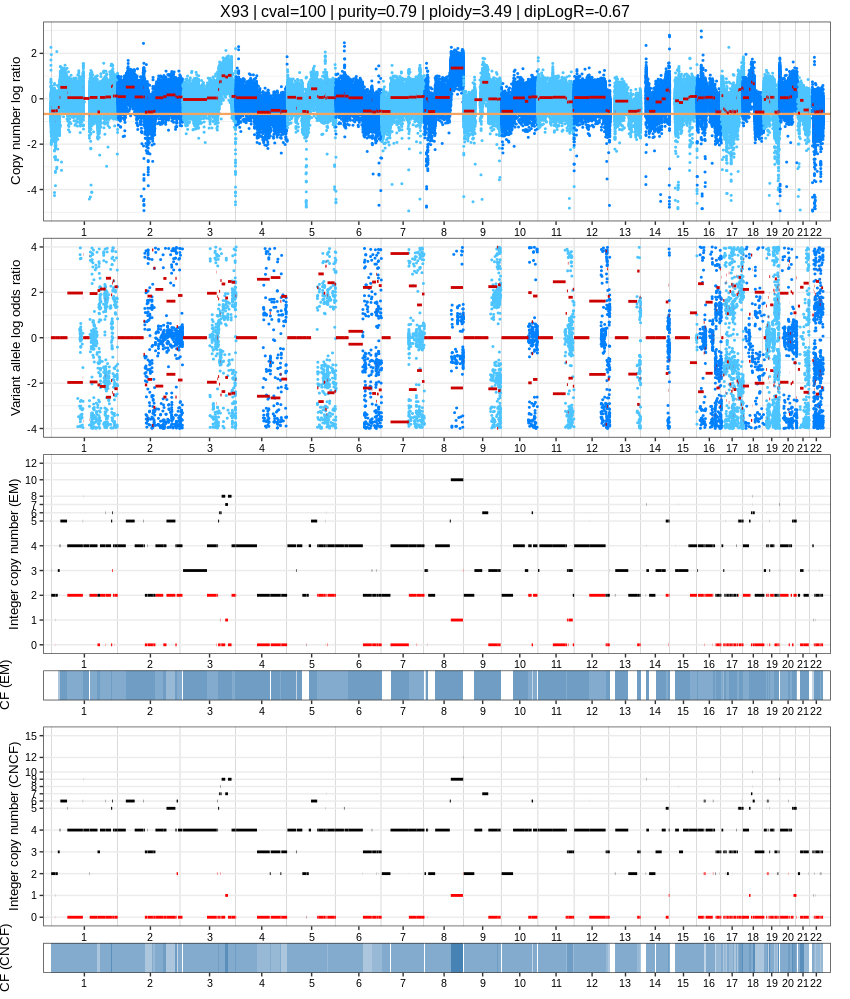 X93 | cval=100 | purity=0.79 | ploidy=3.49 | dipLogR=-0.67
Copy number log ratio
2
0
-2
-4
1 2 3 4 5 6 7 8 9 10 11 12 13 14 15 16 17 18 19 20 21 22
Variant allele log odds ratio
4
2
0
-2
-4
1 2 3 4 5 6 7 8 9 10 11 12 13 14 15 16 17 18 19 20 21 22
Integer copy number (EM)
12
10
8
7
6
5
4
3
2
1
0
1 2 3 4 5 6 7 8 9 10 11 12 13 14 15 16 17 18 19 20 21 22
CF (EM)
1 2 3 4 5 6 7 8 9 10 11 12 13 14 15 16 17 18 19 20 21 22
Integer copy number (CNCF)
15
12
10
9
8
7
6
5
4
3
2
1
0
1 2 3 4 5 6 7 8 9 10 11 12 13 14 15 16 17 18 19 20 21 22
CF (CNCF)
1 2 3 4 5 6 7 8 9 10 11 12 13 14 15 16 17 18 19 20 21 22